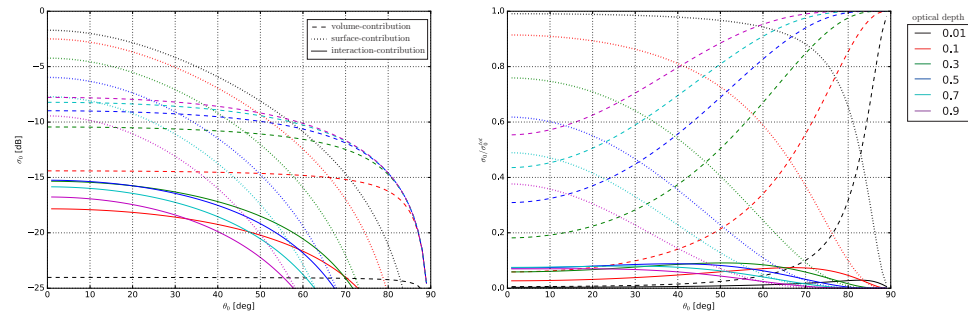 0
−5
−10
−15
−20
−25
σ₀ [dB]
0 10 20 30 40 50 60 70 80 90
θ₀ [deg]
volume-contribution
surface-contribution
interaction-contribution
1.0
0.8
0.6
0.4
0.2
0.0
σ₀/σ₀ᵗᵒᵗ
0 10 20 30 40 50 60 70 80 90
θ₀ [deg]
optical depth
0.01
0.1
0.3
0.5
0.7
0.9